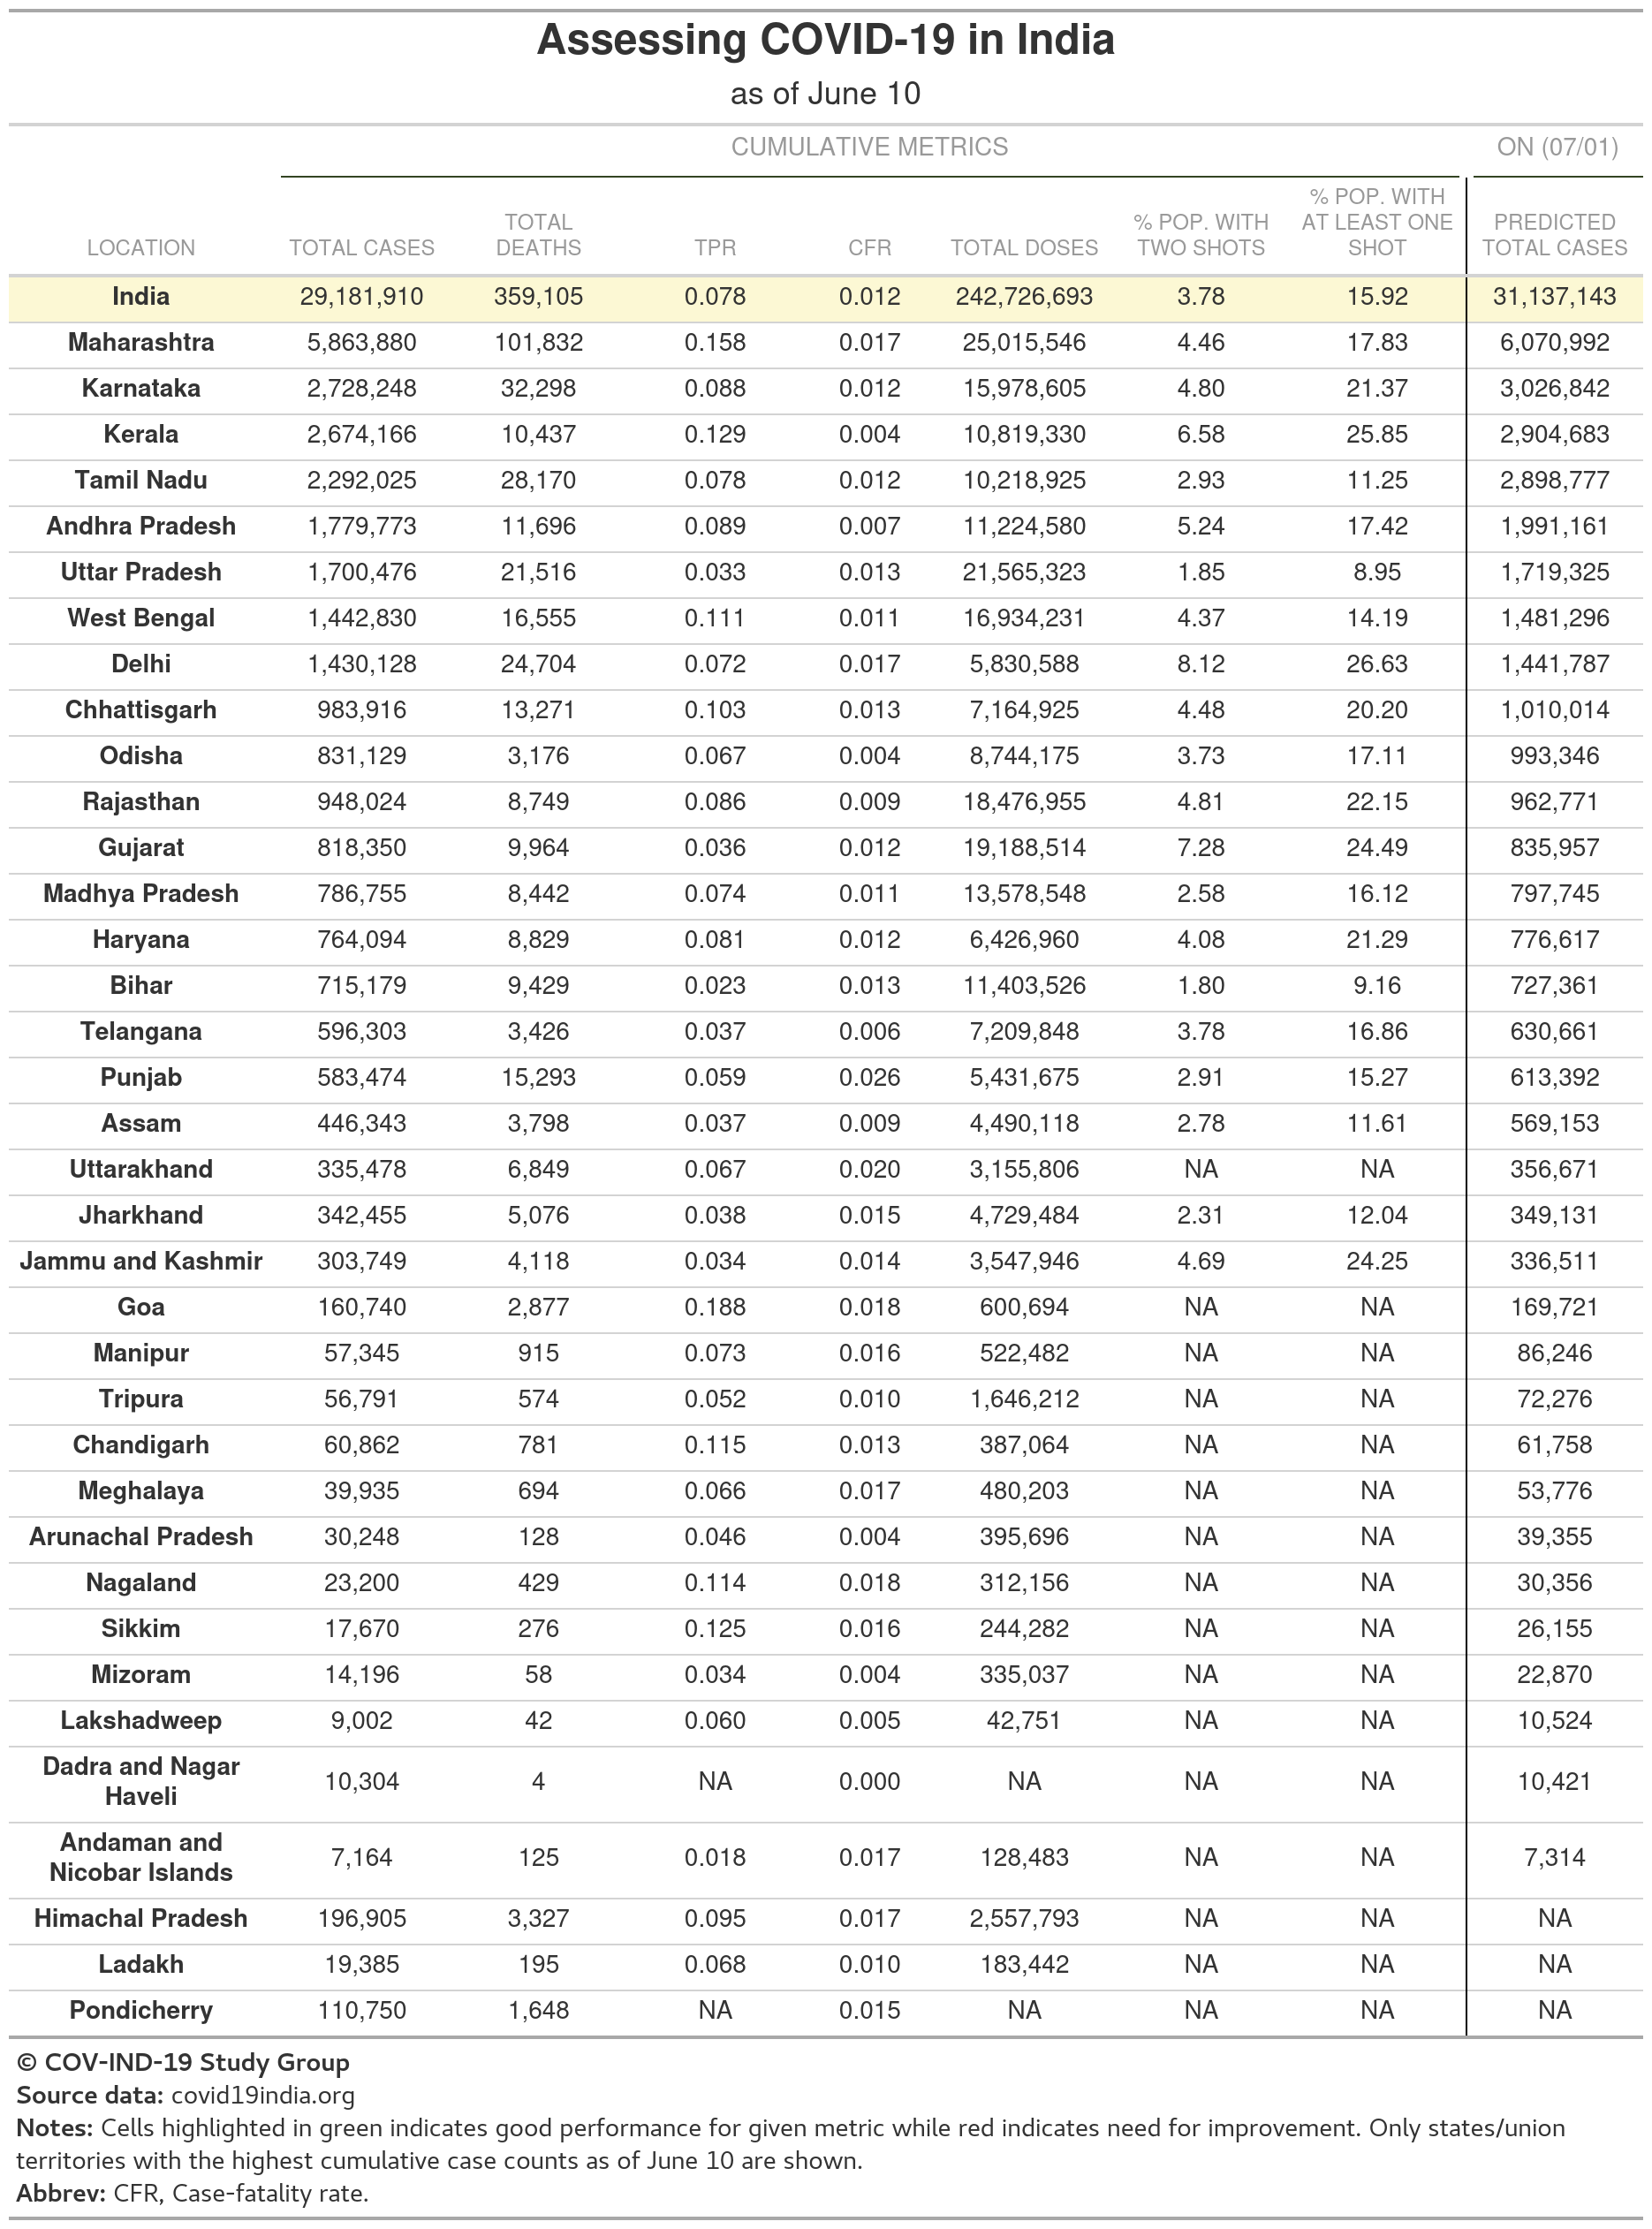 Assessing COVID-19 in India
as of June 10
CUMULATIVE METRICS ON (07/01)
LOCATION TOTAL CASES TOTAL DEATHS TPR CFR TOTAL DOSES % POP. WITH TWO SHOTS % POP. WITH AT LEAST ONE SHOT PREDICTED TOTAL CASES
India 29,181,910 359,105 0.078 0.012 242,726,693 3.78 15.92 31,137,143
Maharashtra 5,863,880 101,832 0.158 0.017 25,015,546 4.46 17.83 6,070,992
Karnataka 2,728,248 32,298 0.088 0.012 15,978,605 4.80 21.37 3,026,842
Kerala 2,674,166 10,437 0.129 0.004 10,819,330 6.58 25.85 2,904,683
Tamil Nadu 2,292,025 28,170 0.078 0.012 10,218,925 2.93 11.25 2,898,777
Andhra Pradesh 1,779,773 11,696 0.089 0.007 11,224,580 5.24 17.42 1,991,161
Uttar Pradesh 1,700,476 21,516 0.033 0.013 21,565,323 1.85 8.95 1,719,325
West Bengal 1,442,830 16,555 0.111 0.011 16,934,231 4.37 14.19 1,481,296
Delhi 1,430,128 24,704 0.072 0.017 5,830,588 8.12 26.63 1,441,787
Chhattisgarh 983,916 13,271 0.103 0.013 7,164,925 4.48 20.20 1,010,014
Odisha 831,129 3,176 0.067 0.004 8,744,175 3.73 17.11 993,346
Rajasthan 948,024 8,749 0.086 0.009 18,476,955 4.81 22.15 962,771
Gujarat 818,350 9,964 0.036 0.012 19,188,514 7.28 24.49 835,957
Madhya Pradesh 786,755 8,442 0.074 0.011 13,578,548 2.58 16.12 797,745
Haryana 764,094 8,829 0.081 0.012 6,426,960 4.08 21.29 776,617
Bihar 715,179 9,429 0.023 0.013 11,403,526 1.80 9.16 727,361
Telangana 596,303 3,426 0.037 0.006 7,209,848 3.78 16.86 630,661
Punjab 583,474 15,293 0.059 0.026 5,431,675 2.91 15.27 613,392
Assam 446,343 3,798 0.037 0.009 4,490,118 2.78 11.61 569,153
Uttarakhand 335,478 6,849 0.067 0.020 3,155,806 NA NA 356,671
Jharkhand 342,455 5,076 0.038 0.015 4,729,484 2.31 12.04 349,131
Jammu and Kashmir 303,749 4,118 0.034 0.014 3,547,946 4.69 24.25 336,511
Goa 160,740 2,877 0.188 0.018 600,694 NA NA 169,721
Manipur 57,345 915 0.073 0.016 522,482 NA NA 86,246
Tripura 56,791 574 0.052 0.010 1,646,212 NA NA 72,276
Chandigarh 60,862 781 0.115 0.013 387,064 NA NA 61,758
Meghalaya 39,935 694 0.066 0.017 480,203 NA NA 53,776
Arunachal Pradesh 30,248 128 0.046 0.004 395,696 NA NA 39,355
Nagaland 23,200 429 0.114 0.018 312,156 NA NA 30,356
Sikkim 17,670 276 0.125 0.016 244,282 NA NA 26,155
Mizoram 14,196 58 0.034 0.004 335,037 NA NA 22,870
Lakshadweep 9,002 42 0.060 0.005 42,751 NA NA 10,524
Dadra and Nagar Haveli 10,304 4 NA 0.000 NA NA NA 10,421
Andaman and Nicobar Islands 7,164 125 0.018 0.017 128,483 NA NA 7,314
Himachal Pradesh 196,905 3,327 0.095 0.017 2,557,793 NA NA NA
Ladakh 19,385 195 0.068 0.010 183,442 NA NA NA
Pondicherry 110,750 1,648 NA 0.015 NA NA NA NA
© COV-IND-19 Study Group
Source data: covid19india.org
Notes: Cells highlighted in green indicates good performance for given metric while red indicates need for improvement. Only states/union
territories with the highest cumulative case counts as of June 10 are shown.
Abbrev: CFR, Case-fatality rate.